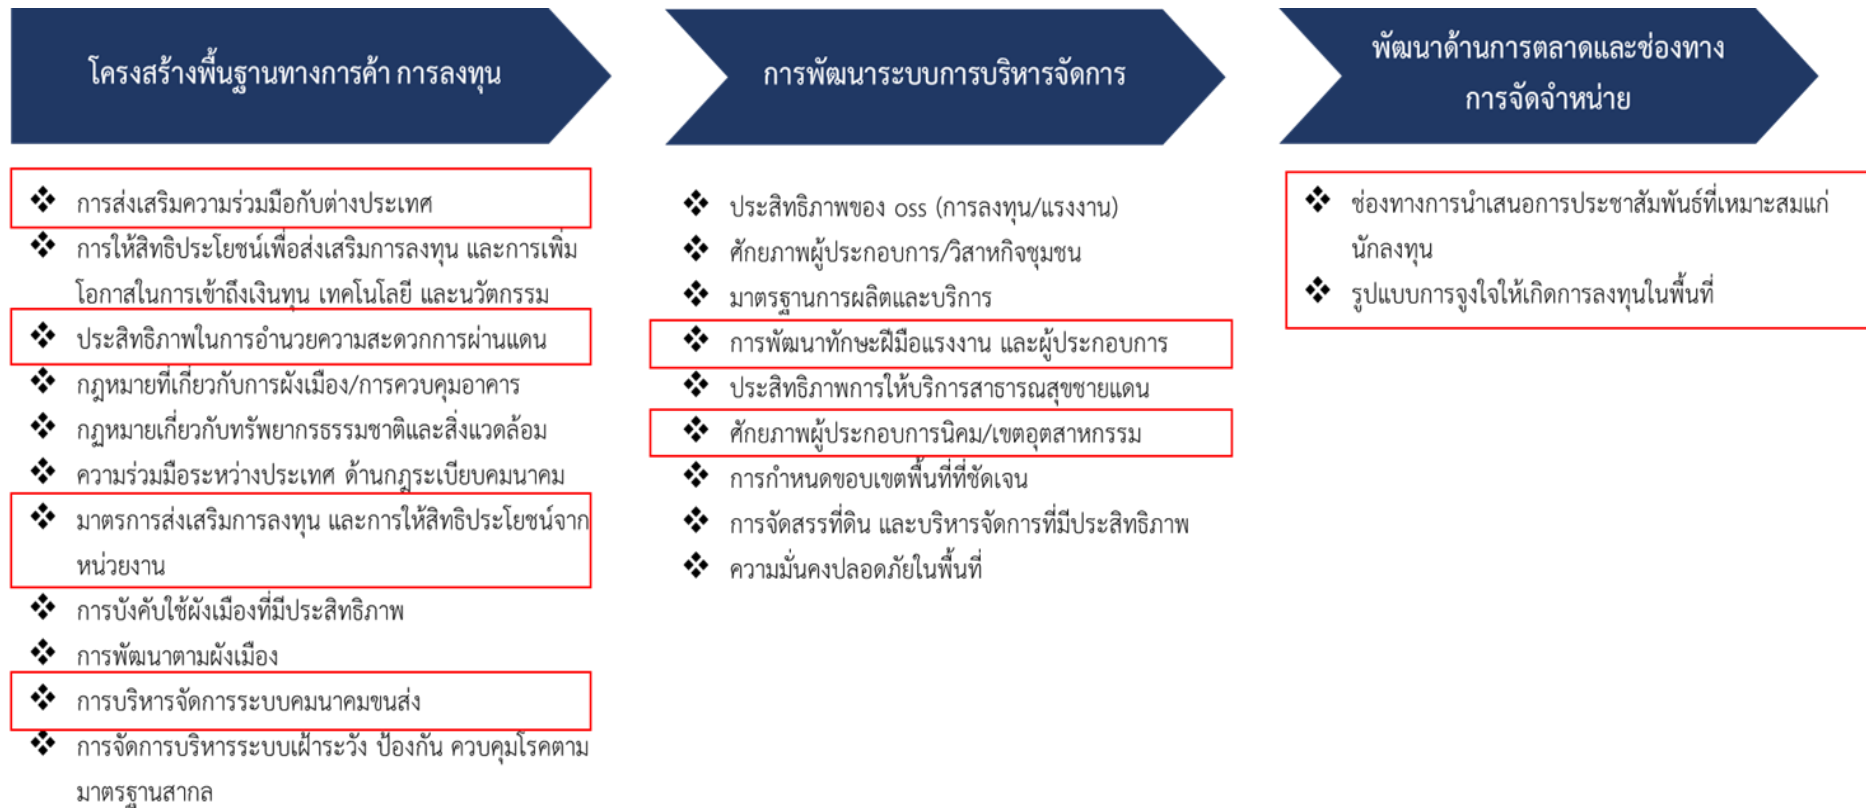 โครงสร้างพื้นฐานทางการค้า การลงทุน
❖ การส่งเสริมความร่วมมือกับต่างประเทศ
❖ การให้สิทธิประโยชน์เพื่อส่งเสริมการลงทุน และการเพิ่ม
โอกาสในการเข้าถึงเงินทุน เทคโนโลยี และนวัตกรรม
❖ ประสิทธิภาพในการอำนวยความสะดวกการผ่านแดน
❖ กฎหมายที่เกี่ยวกับการผังเมือง/การควบคุมอาคาร
❖ กฏหมายเกี่ยวกับทรัพยากรธรรมชาติและสิ่งแวดล้อม
❖ ความร่วมมือระหว่างประเทศ ด้านกฎระเบียบคมนาคม
❖ มาตรการส่งเสริมการลงทุน และการให้สิทธิประโยชน์จาก
หน่วยงาน
❖ การบังคับใช้ผังเมืองที่มีประสิทธิภาพ
❖ การพัฒนาตามผังเมือง
❖ การบริหารจัดการระบบคมนาคมขนส่ง
❖ การจัดการบริหารระบบเฝ้าระวัง ป้องกัน ควบคุมโรคตาม
มาตรฐานสากล
การพัฒนาระบบการบริหารจัดการ
❖ ประสิทธิภาพของ oss (การลงทุน/แรงงาน)
❖ ศักยภาพผู้ประกอบการ/วิสาหกิจชุมชน
❖ มาตรฐานการผลิตและบริการ
❖ การพัฒนาทักษะฝีมือแรงงาน และผู้ประกอบการ
❖ ประสิทธิภาพการให้บริการสาธารณสุขชายแดน
❖ ศักยภาพผู้ประกอบการนิคม/เขตอุตสาหกรรม
❖ การกำหนดขอบเขตพื้นที่ที่ชัดเจน
❖ การจัดสรรที่ดิน และบริหารจัดการที่มีประสิทธิภาพ
❖ ความมั่นคงปลอดภัยในพื้นที่
พัฒนาด้านการตลาดและช่องทาง
การจัดจำหน่าย
❖ ช่องทางการนำเสนอการประชาสัมพันธ์ที่เหมาะสมแก่
นักลงทุน
❖ รูปแบบการจูงใจให้เกิดการลงทุนในพื้นที่